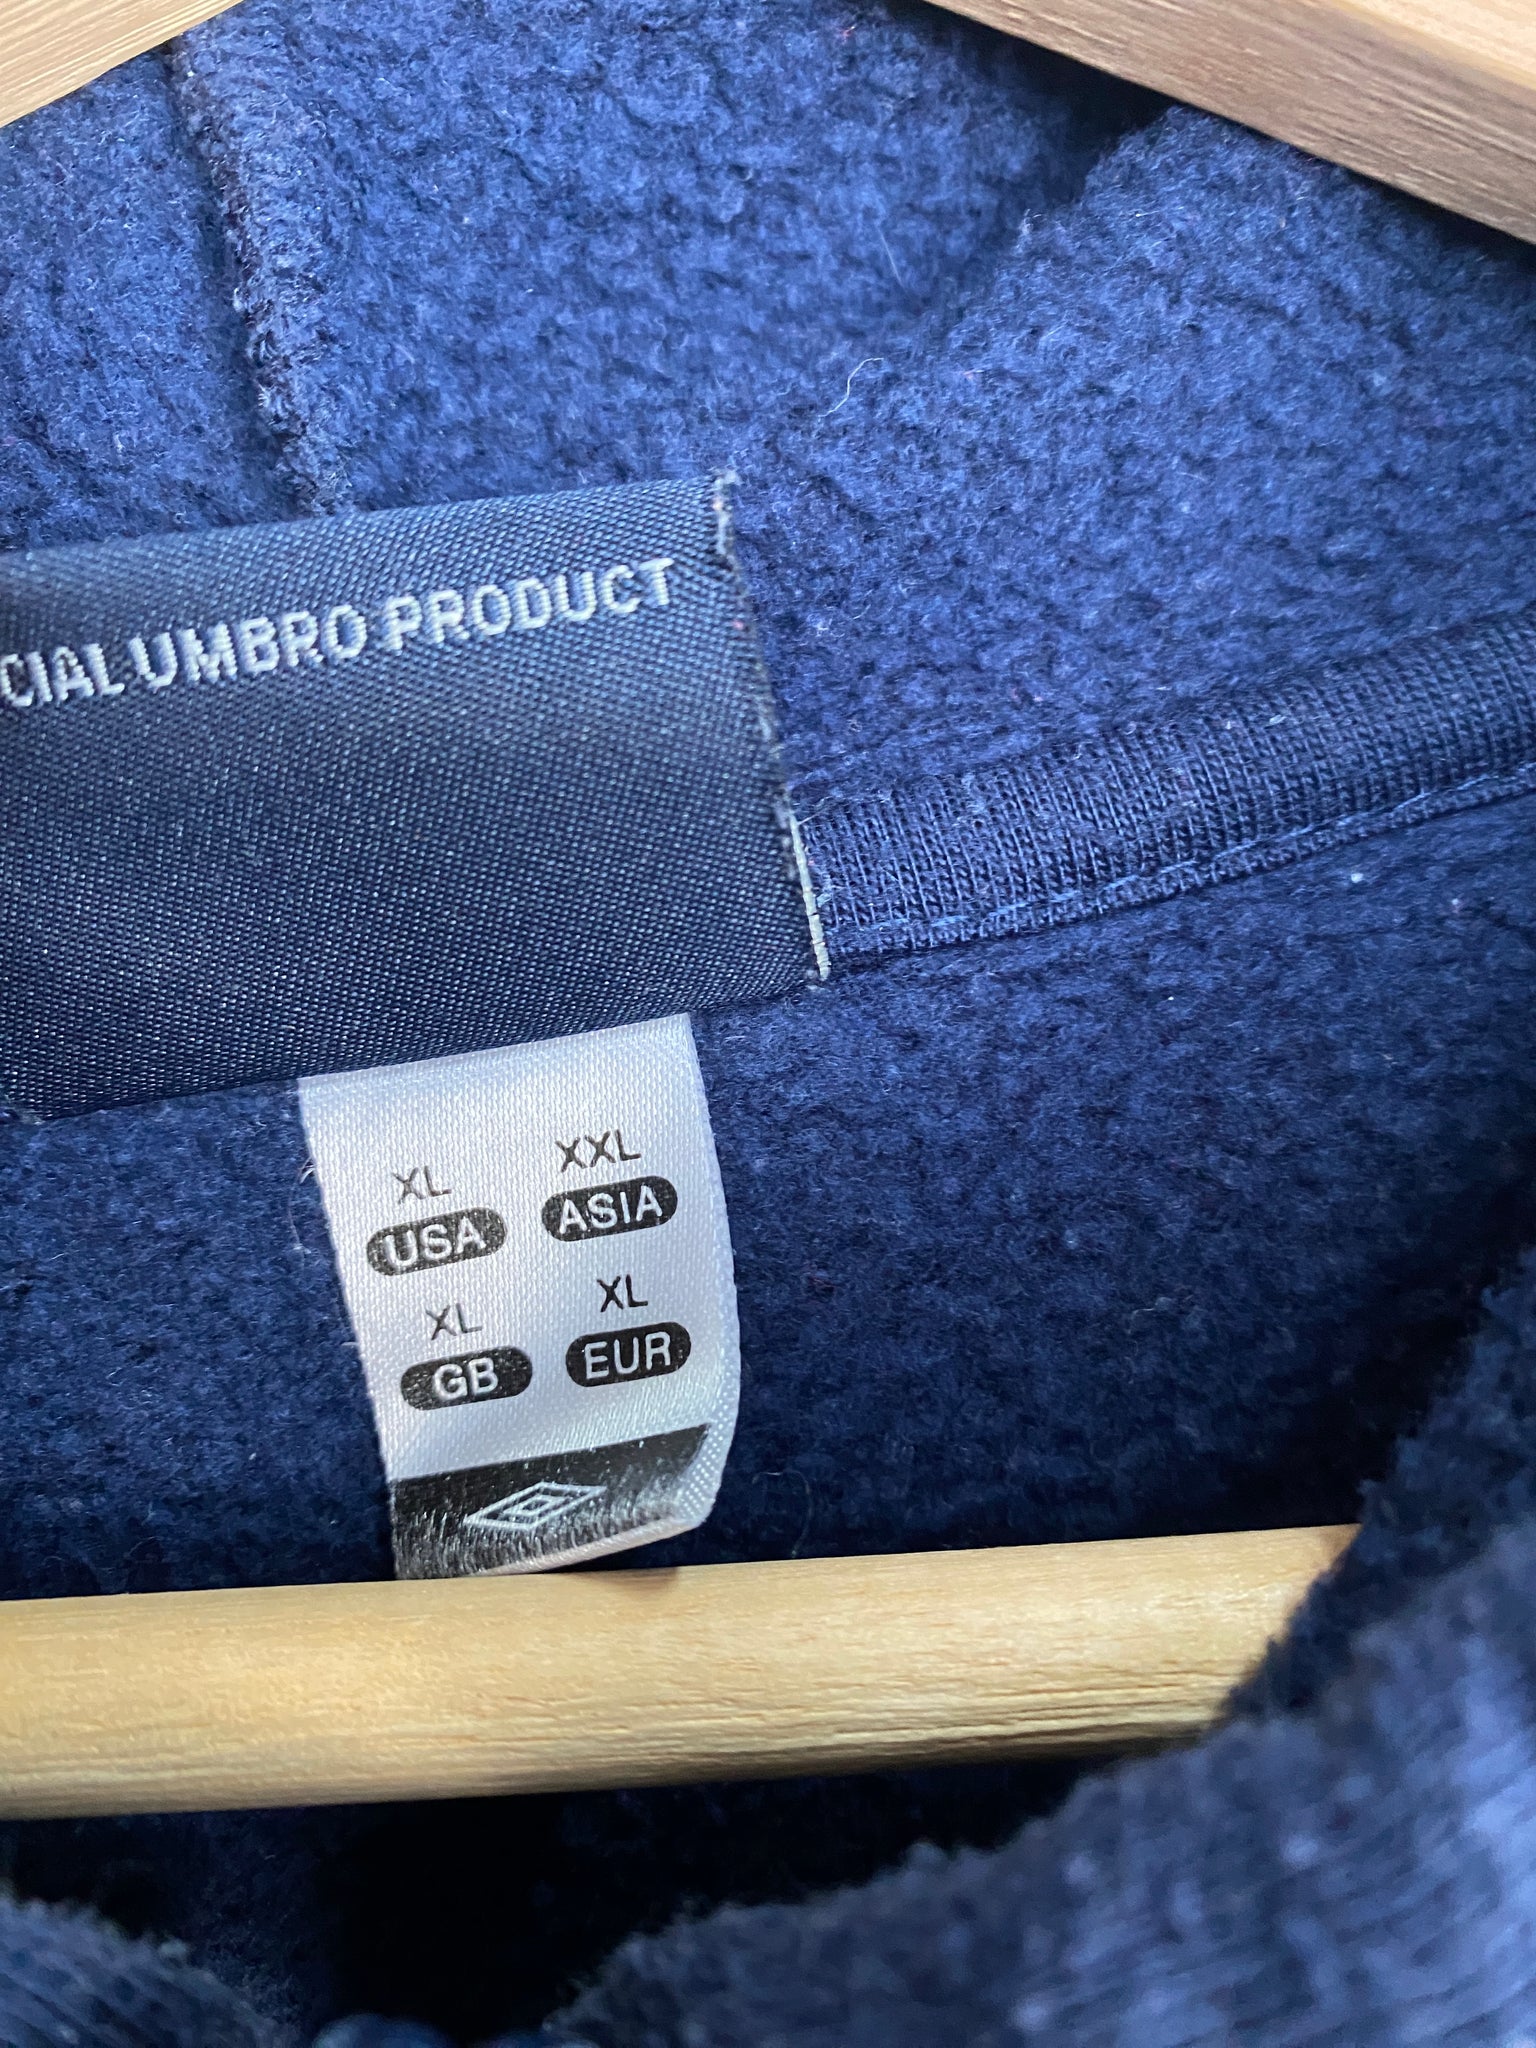 CIAL UMBRO PRODUCT
XL XXL
USA ASIA
XL XL
GB EUR